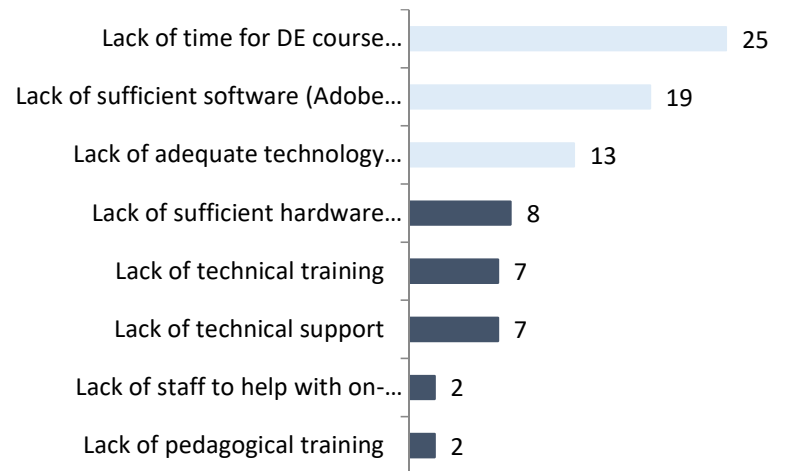 Lack of time for DE course… 25
Lack of sufficient software (Adobe… 19
Lack of adequate technology… 13
Lack of sufficient hardware… 8
Lack of technical training 7
Lack of technical support 7
Lack of staff to help with on-… 2
Lack of pedagogical training 2